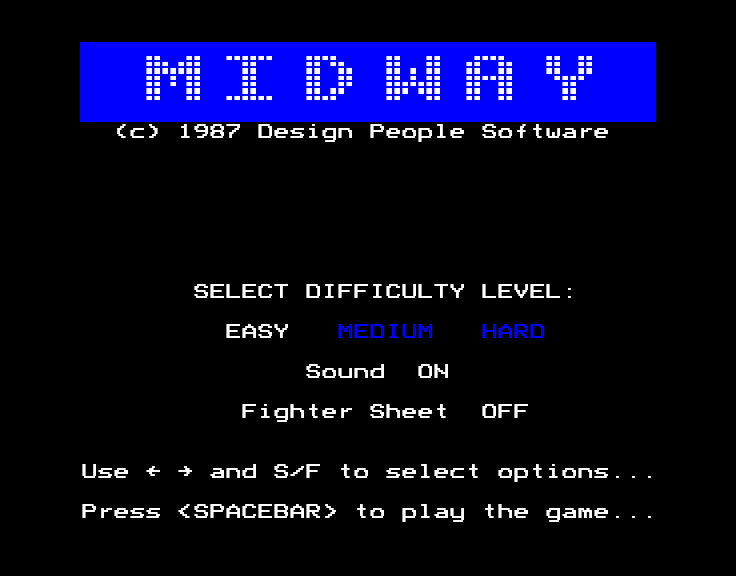 MIDWAY
(c) 1987 Design People Software
SELECT DIFFICULTY LEVEL:
EASY MEDIUM HARD
Sound ON
Fighter Sheet OFF
Use ← → and S/F to select options...
Press <SPACEBAR> to play the game...